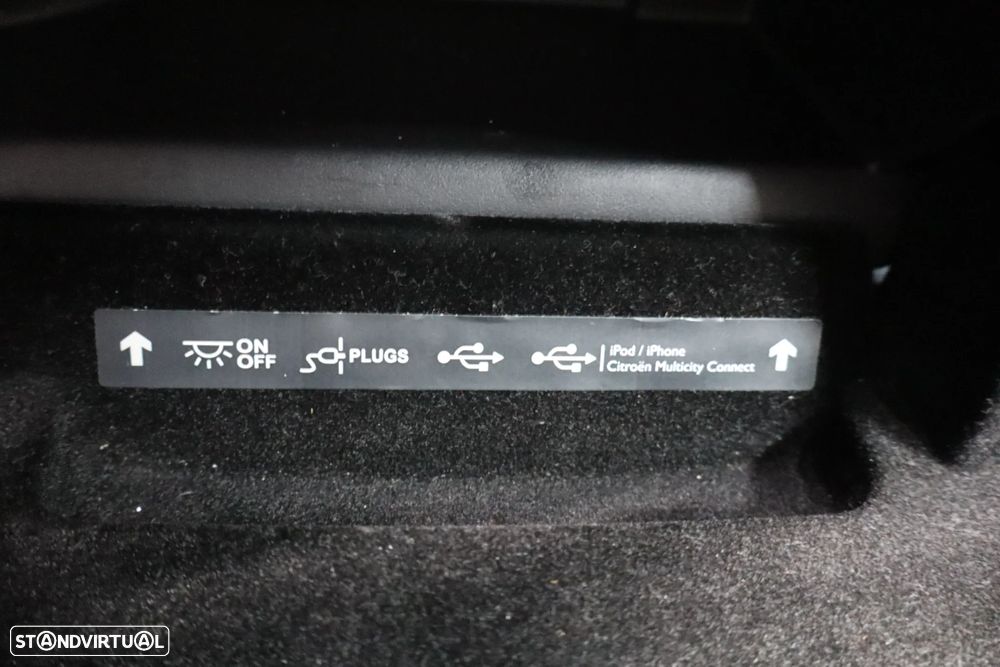 ON
OFF
PLUGS
iPod / iPhone
Citroën Multicity Connect
STANDVIRTUAL